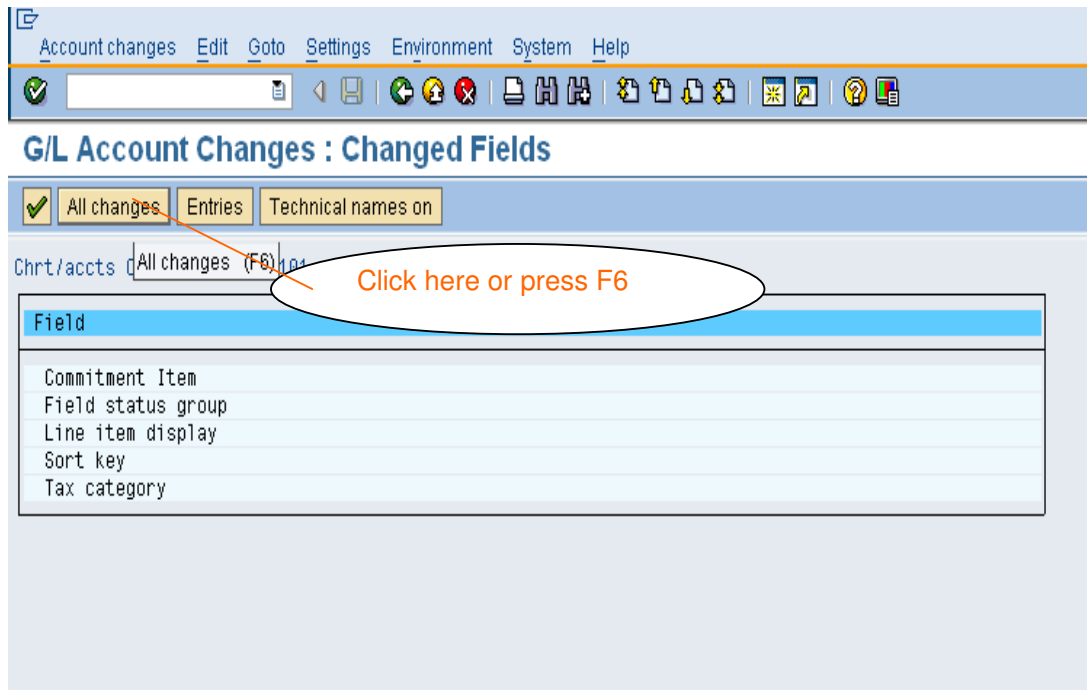 Account changes Edit Goto Settings Environment System Help
G/L Account Changes : Changed Fields
All changes Entries Technical names on
Chrt/accts All changes (F6)
Click here or press F6
Field
Commitment Item
Field status group
Line item display
Sort key
Tax category